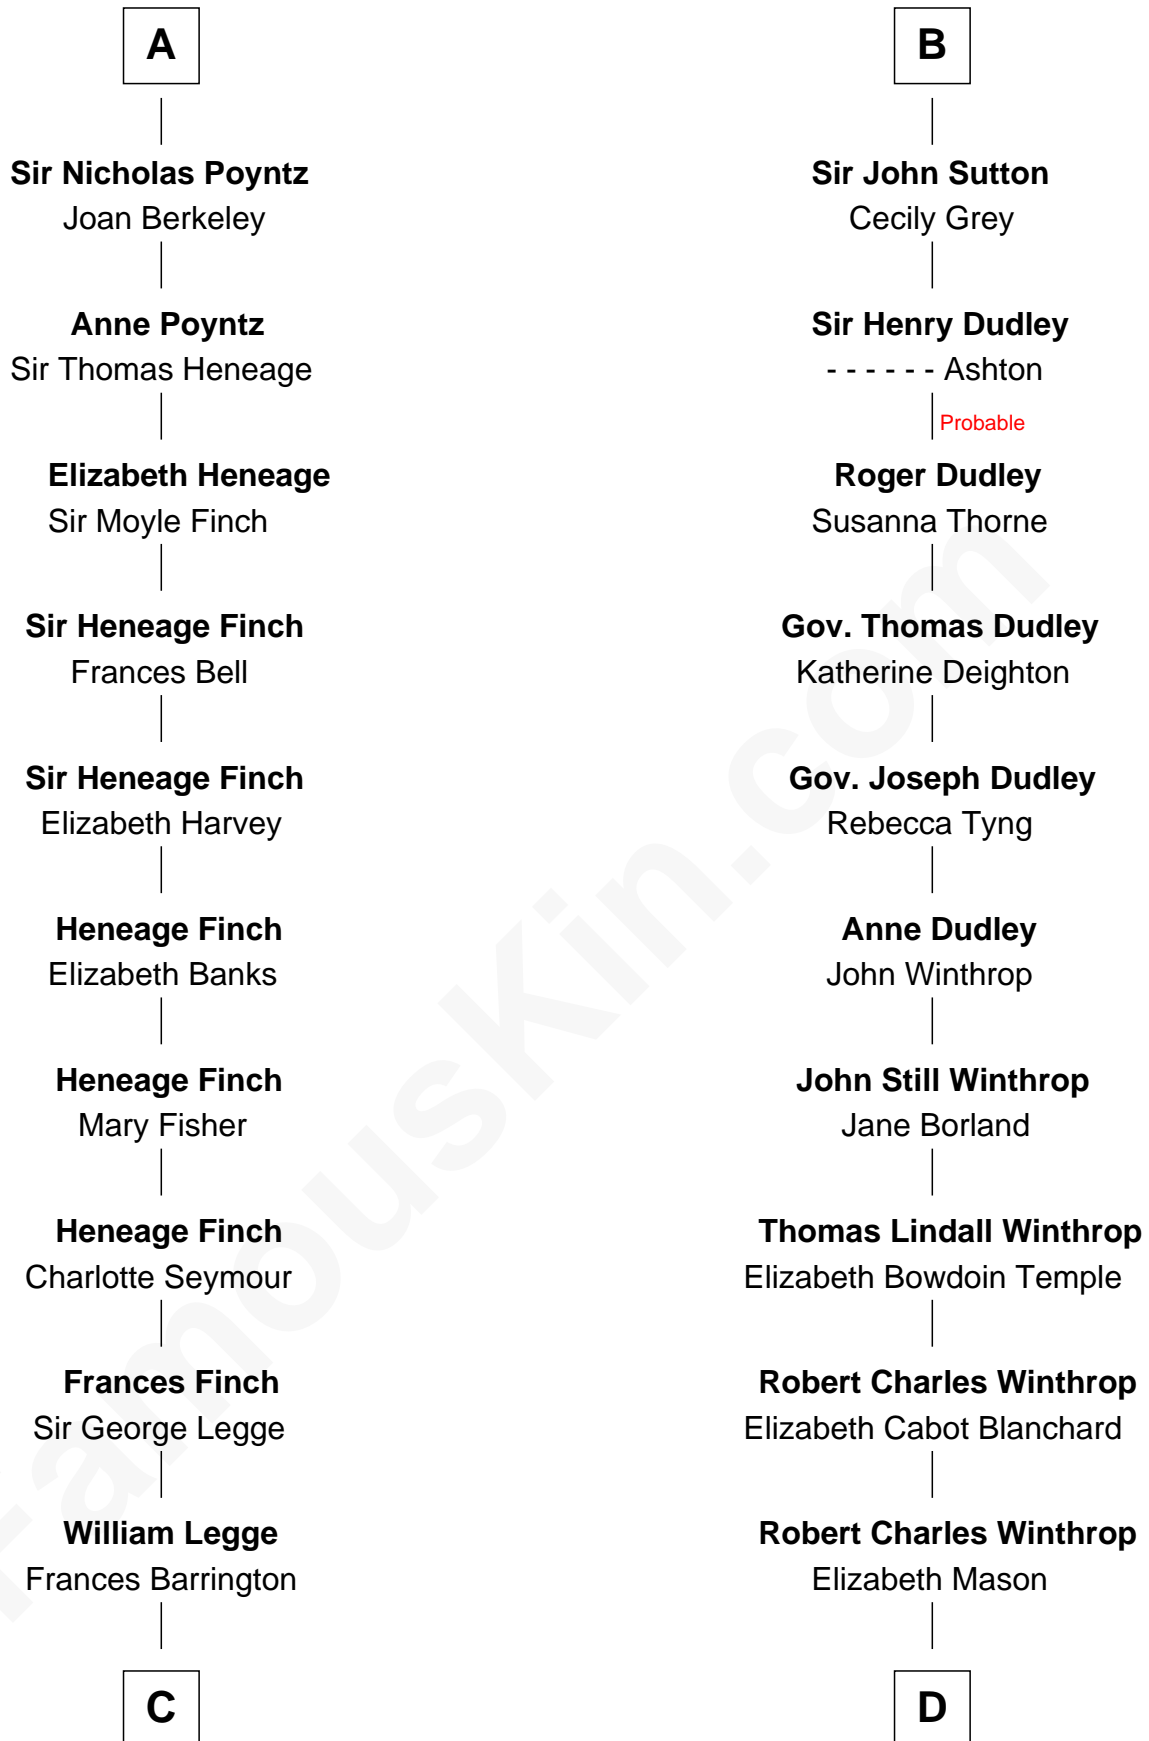 A
Sir Nicholas Poyntz
Joan Berkeley
Anne Poyntz
Sir Thomas Heneage
Elizabeth Heneage
Sir Moyle Finch
Sir Heneage Finch
Frances Bell
Sir Heneage Finch
Elizabeth Harvey
Heneage Finch
Elizabeth Banks
Heneage Finch
Mary Fisher
Heneage Finch
Charlotte Seymour
Frances Finch
Sir George Legge
William Legge
Frances Barrington
C
B
Sir John Sutton
Cecily Grey
Sir Henry Dudley
- - - - - - Ashton
Probable
Roger Dudley
Susanna Thorne
Gov. Thomas Dudley
Katherine Deighton
Gov. Joseph Dudley
Rebecca Tyng
Anne Dudley
John Winthrop
John Still Winthrop
Jane Borland
Thomas Lindall Winthrop
Elizabeth Bowdoin Temple
Robert Charles Winthrop
Elizabeth Cabot Blanchard
Robert Charles Winthrop
Elizabeth Mason
D
FamousKin.com